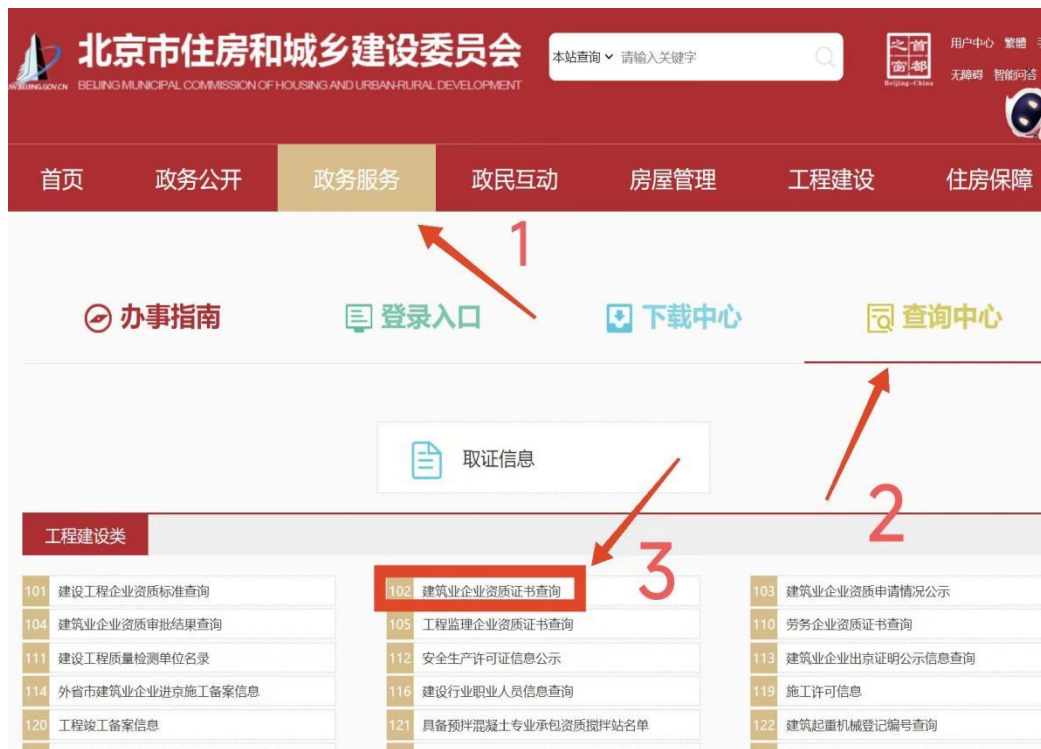 北京市住房和城乡建设委员会
BEIJING MUNICIPAL COMMISSION OF HOUSING AND URBAN-RURAL DEVELOPMENT
本站查询 请输入关键字
首都之窗
Beijing-China
用户中心 繁體
无障碍 智能问答
首页 政务公开 政务服务 政民互动 房屋管理 工程建设 住房保障
1
办事指南 登录入口 下载中心 查询中心
取证信息
2
3
工程建设类
101 建设工程企业资质标准查询 102 建筑业企业资质证书查询 103 建筑业企业资质申请情况公示
104 建筑业企业资质审批结果查询 105 工程监理企业资质证书查询 110 劳务企业资质证书查询
111 建设工程质量检测单位名录 112 安全生产许可证信息公示 113 建筑业企业出京证明公示信息查询
114 外省市建筑业企业进京施工备案信息 116 建设行业职业人员信息查询 119 施工许可信息
120 工程竣工备案信息 121 具备预拌混凝土专业承包资质搅拌站名单 122 建筑起重机械登记编号查询